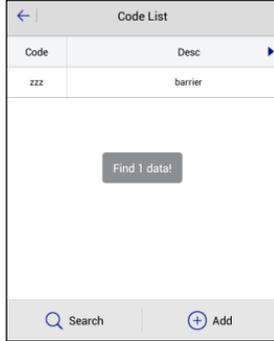 Code List
Code Desc
zzz barrier
Find 1 data!
Search Add